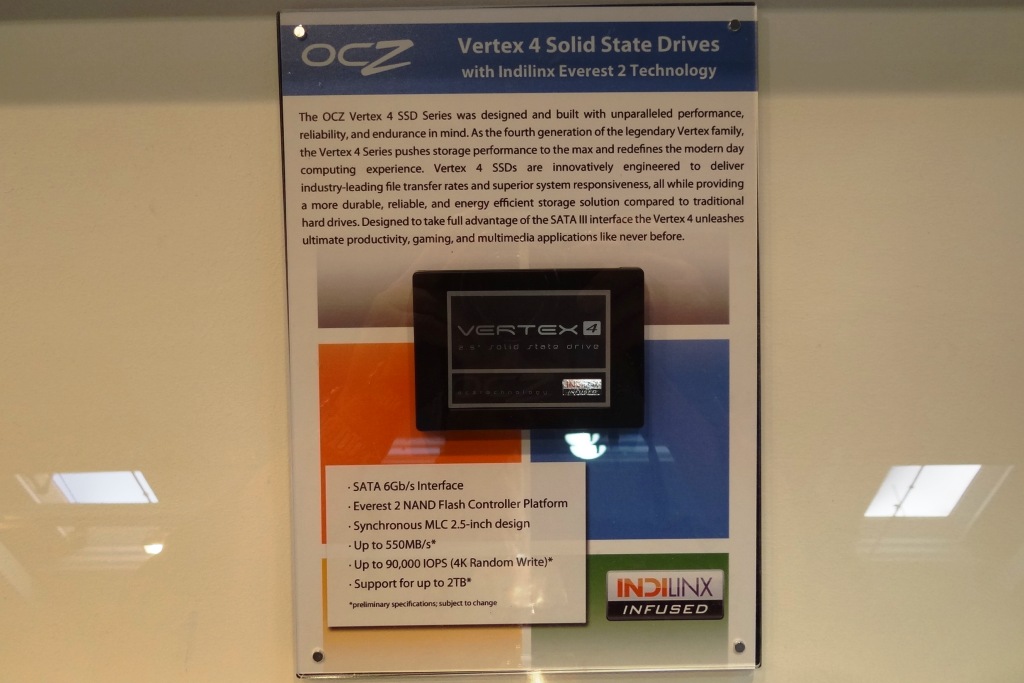 OCZ
Vertex 4 Solid State Drives
with Indilinx Everest 2 Technology
The OCZ Vertex 4 SSD Series was designed and built with unparalleled performance,
reliability, and endurance in mind. As the fourth generation of the legendary Vertex family,
the Vertex 4 Series pushes storage performance to the max and redefines the modern day
computing experience. Vertex 4 SSDs are innovatively engineered to deliver
industry-leading file transfer rates and superior system responsiveness, all while providing
a more durable, reliable, and energy efficient storage solution compared to traditional
hard drives. Designed to take full advantage of the SATA III interface the Vertex 4 unleashes
ultimate productivity, gaming, and multimedia applications like never before.
VERTEX 4
2.5" solid state drive
INDILINX
INFUSED
· SATA 6Gb/s Interface
· Everest 2 NAND Flash Controller Platform
· Synchronous MLC 2.5-inch design
· Up to 550MB/s*
· Up to 90,000 IOPS (4K Random Write)*
· Support for up to 2TB*
*preliminary specifications; subject to change
INDILINX
INFUSED